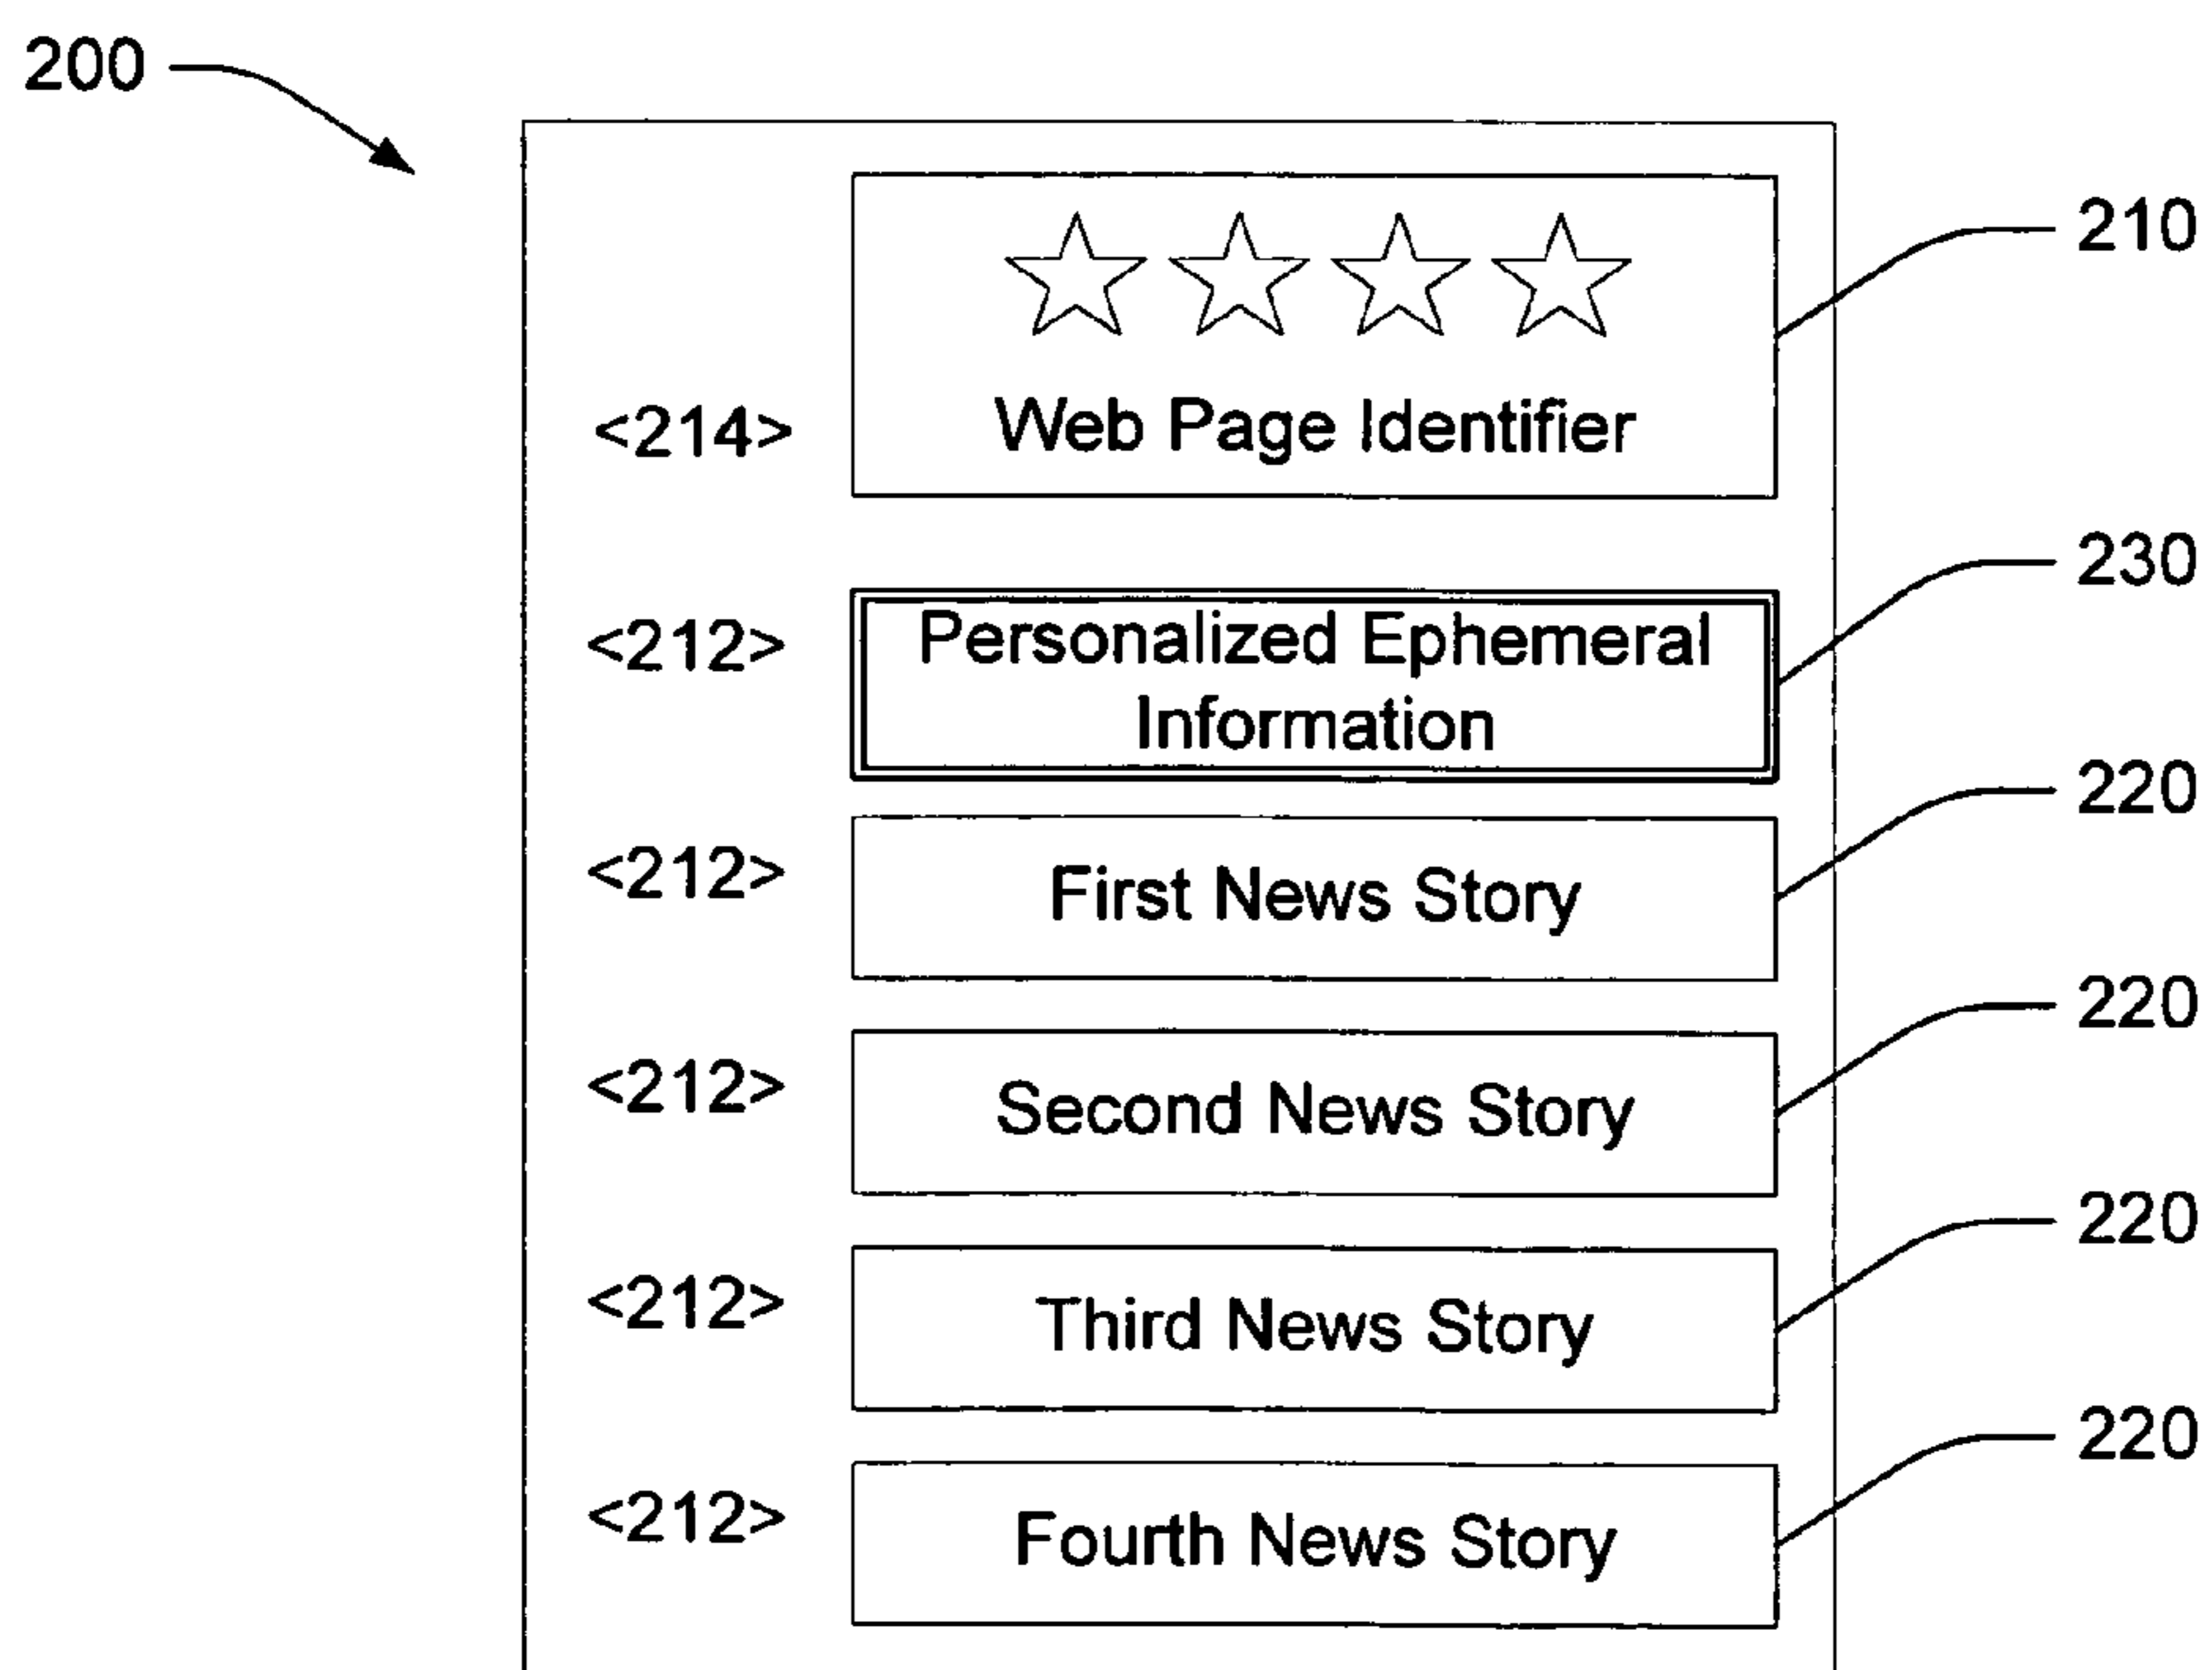 200
210
<214> Web Page Identifier
230
<212> Personalized Ephemeral
Information
220
<212> First News Story
220
<212> Second News Story
220
<212> Third News Story
220
<212> Fourth News Story